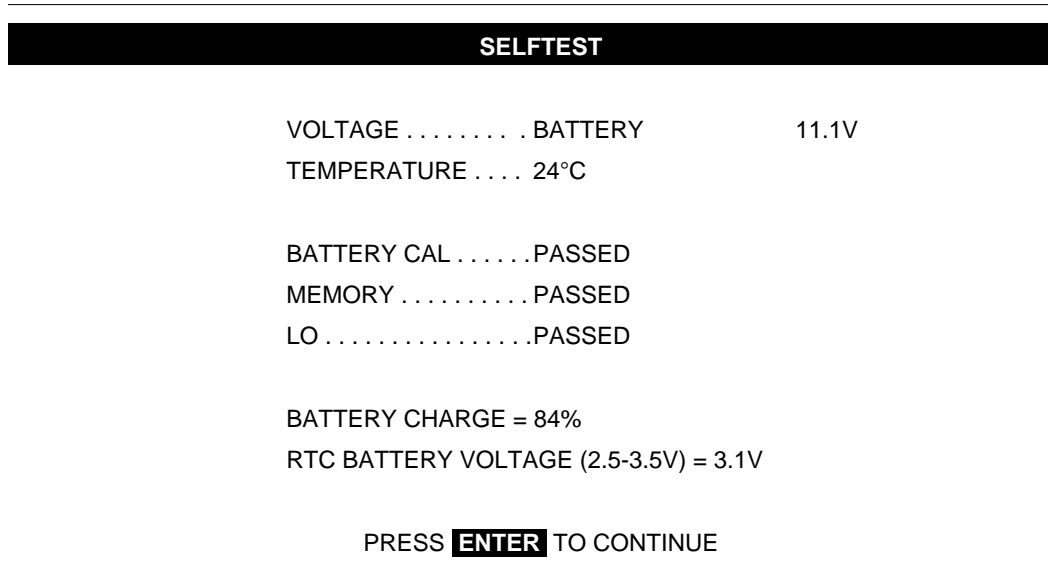 SELFTEST
VOLTAGE . . . . . . . . . BATTERY 11.1V
TEMPERATURE . . . . 24°C
BATTERY CAL . . . . . . PASSED
MEMORY . . . . . . . . . . PASSED
LO . . . . . . . . . . . . . . . . PASSED
BATTERY CHARGE = 84%
RTC BATTERY VOLTAGE (2.5-3.5V) = 3.1V
PRESS ENTER TO CONTINUE